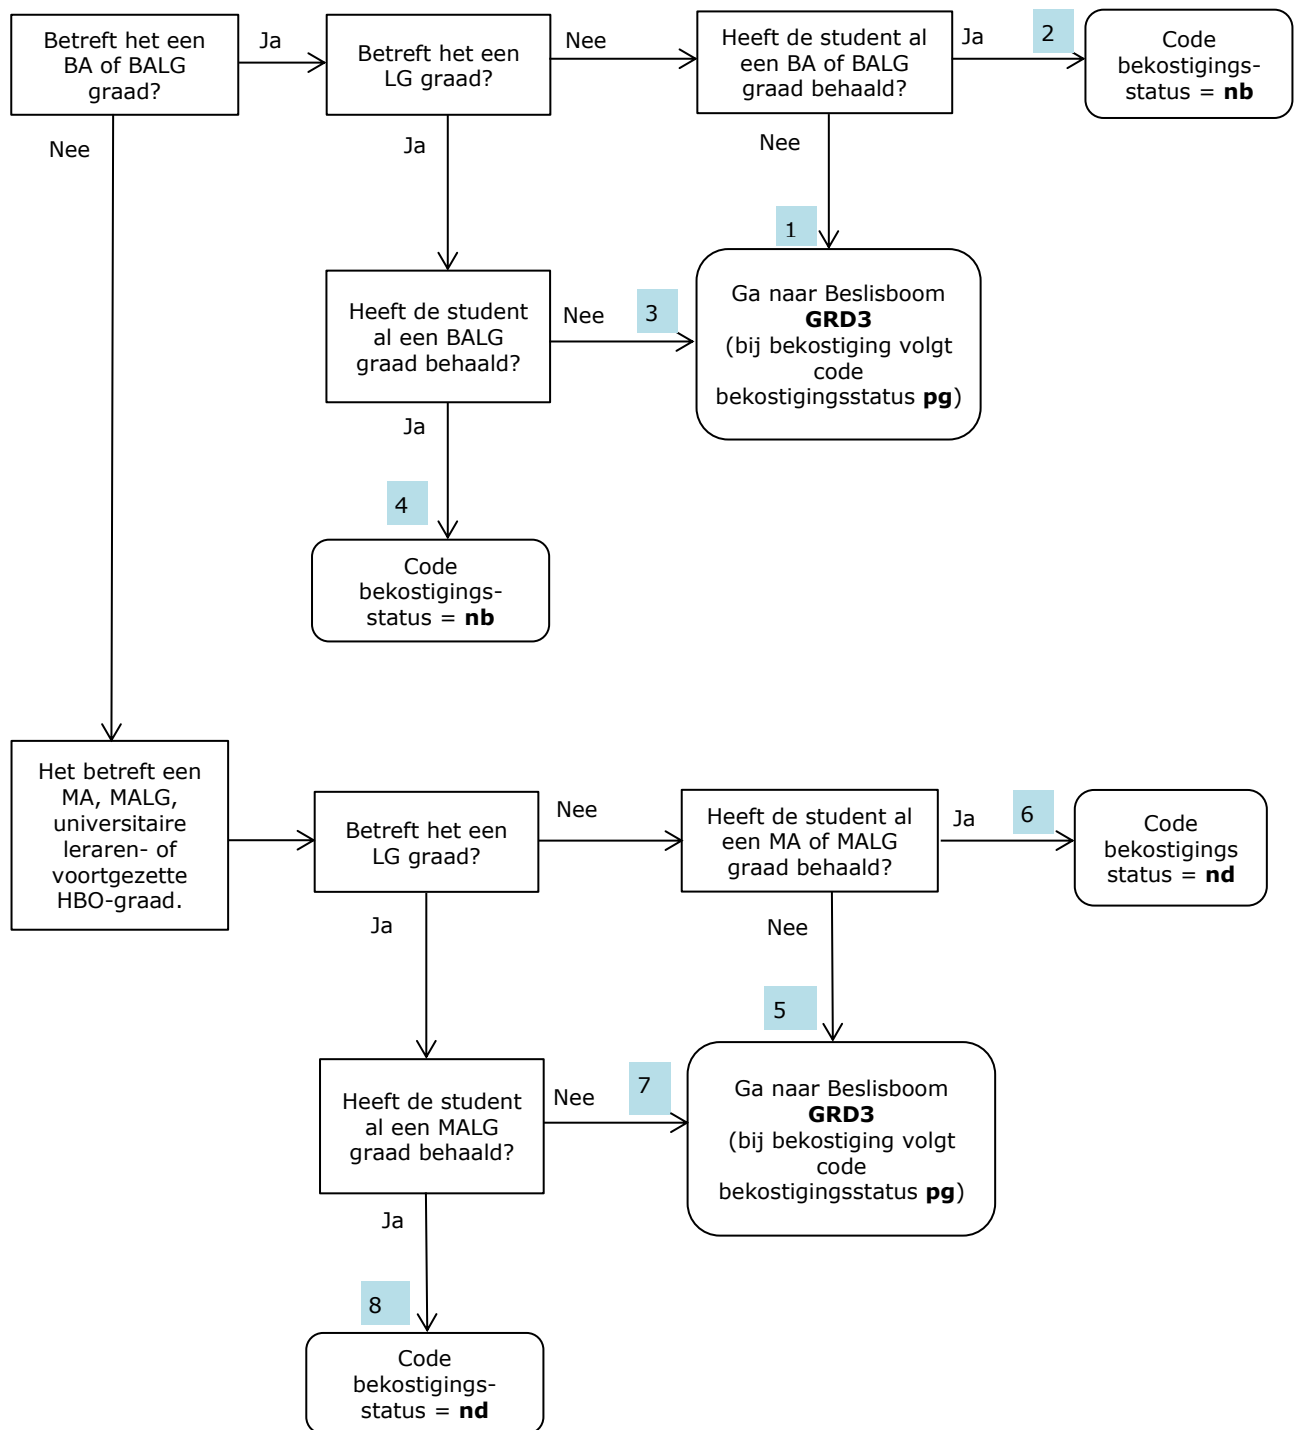 Betreft het een
BA of BALG
graad?
Ja
Betreft het een
LG graad?
Nee
Heeft de student al
een BA of BALG
graad behaald?
Ja
2
Code
bekostigings-
status = nb
Nee
Ja
Nee
1
Heeft de student
al een BALG
graad behaald?
Nee
3
Ga naar Beslisboom
GRD3
(bij bekostiging volgt
code
bekostigingsstatus pg)
Ja
4
Code
bekostigings-
status = nb
Het betreft een
MA, MALG,
universitaire
leraren- of
voortgezette
HBO-graad.
Betreft het een
LG graad?
Nee
Heeft de student al
een MA of MALG
graad behaald?
Ja
6
Code
bekostigings
status = nd
Ja
Nee
5
Heeft de student
al een MALG
graad behaald?
Nee
7
Ga naar Beslisboom
GRD3
(bij bekostiging volgt
code
bekostigingsstatus pg)
Ja
8
Code
bekostigings-
status = nd